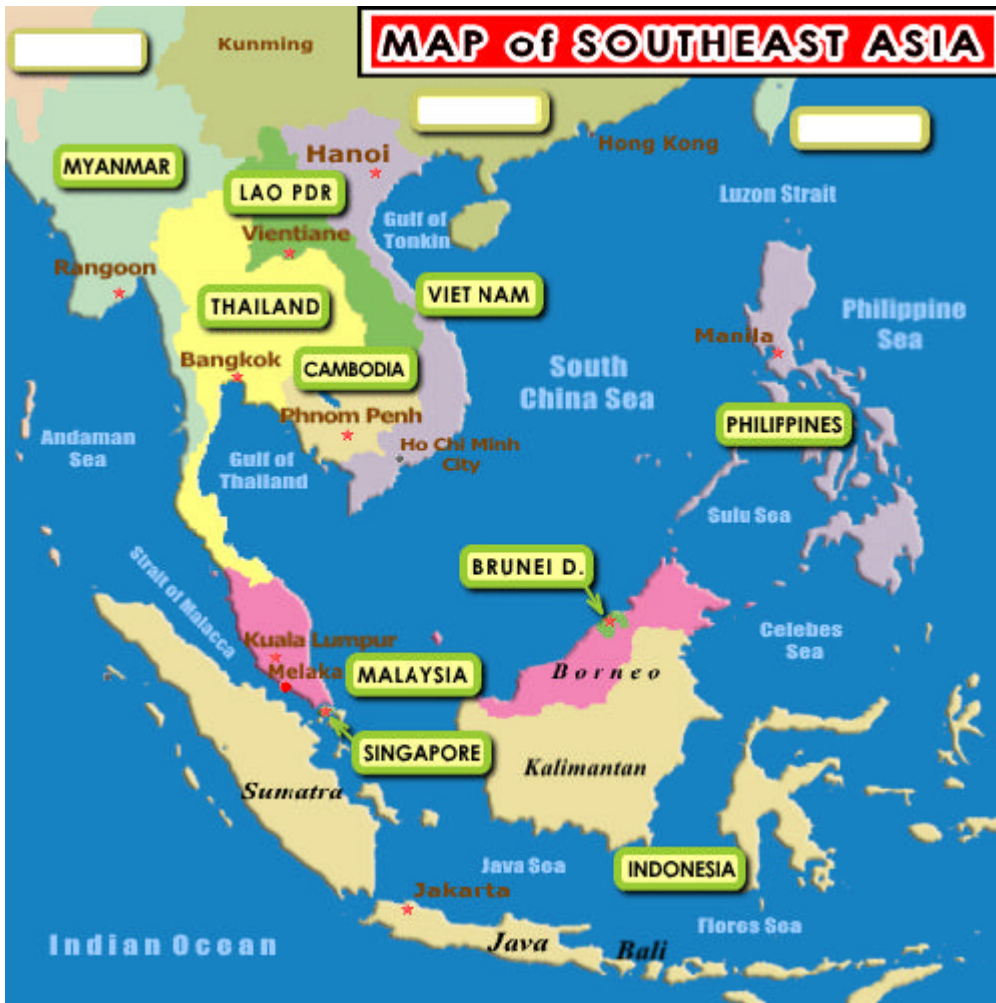 MAP of SOUTHEAST ASIA
Kunming
Hong Kong
Hanoi
MYANMAR
LAO PDR
Luzon Strait
Gulf of
Tonkin
Vientiane
Rangoon
VIET NAM
THAILAND
Philippine
Sea
Manila
Bangkok
CAMBODIA
South
China Sea
Phnom Penh
PHILIPPINES
Andaman
Sea
Ho Chi Minh
City
Gulf of
Thailand
Sulu Sea
Strait of Malacca
BRUNEI D.
Celebes
Sea
Kuala Lumpur
Melaka
MALAYSIA
Borneo
SINGAPORE
Kalimantan
Sumatra
Java Sea
INDONESIA
Jakarta
Flores Sea
Indian Ocean
Java
Bali